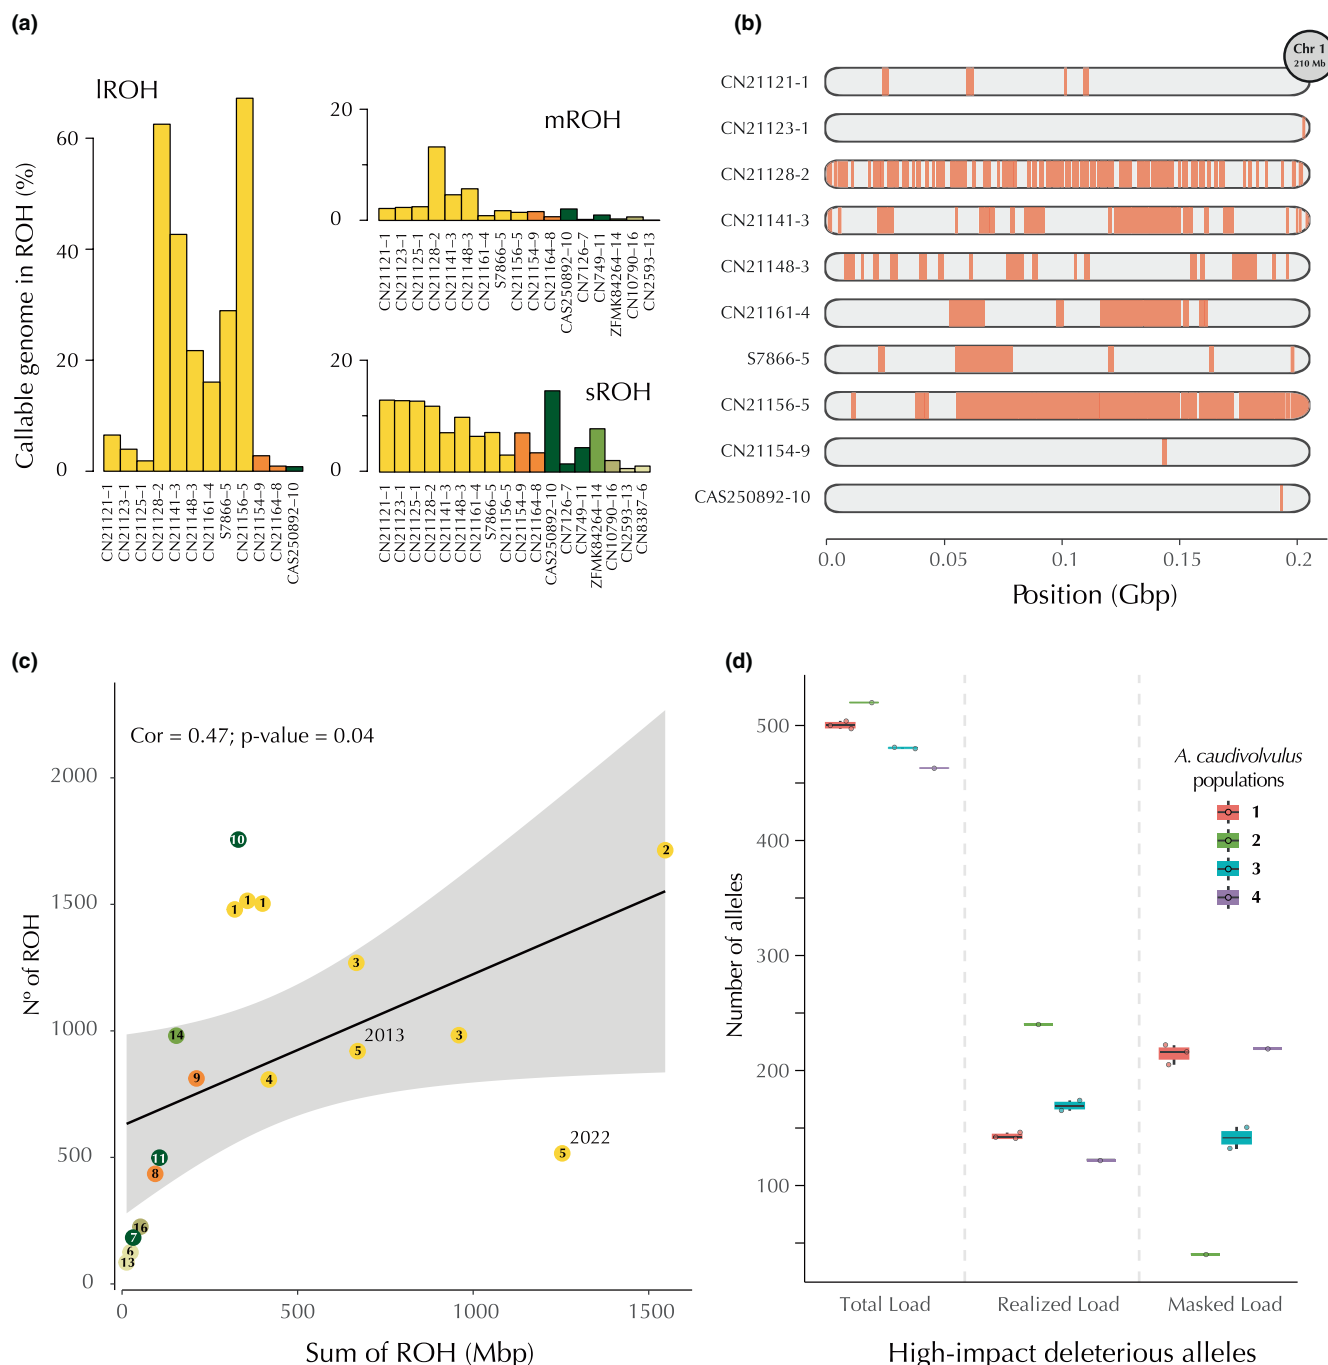 (a)
lROH
Callable genome in ROH (%)
60
40
20
0
CN21121–1
CN21123–1
CN21125–1
CN21128–2
CN21141–3
CN21148–3
CN21161–4
S7866–5
CN21156–5
CN21154–9
CN21164–8
CAS250892–10
mROH
20
0
CN21121–1
CN21123–1
CN21125–1
CN21128–2
CN21141–3
CN21148–3
CN21161–4
S7866–5
CN21156–5
CN21154–9
CN21164–8
CAS250892–10
CN7126–7
CN749–11
ZFMK84264–14
CN10790–16
CN2593–13
sROH
20
0
CN21121–1
CN21123–1
CN21125–1
CN21128–2
CN21141–3
CN21148–3
CN21161–4
S7866–5
CN21156–5
CN21154–9
CN21164–8
CAS250892–10
CN7126–7
CN749–11
ZFMK84264–14
CN10790–16
CN2593–13
CN8387–6
(b)
Chr 1
210 Mb
CN21121-1
CN21123-1
CN21128-2
CN21141-3
CN21148-3
CN21161-4
S7866-5
CN21156-5
CN21154-9
CAS250892-10
0.0 0.05 0.1 0.15 0.2
Position (Gbp)
(c)
Cor = 0.47; p-value = 0.04
Nº of ROH
2000
1500
1000
500
0
10
2
1 1 1
3
14
2013
3
5
9
4
11
8
2022
5
16
7
6
13
0 500 1000 1500
Sum of ROH (Mbp)
(d)
Number of alleles
500
400
300
200
100
A. caudivolvulus
populations
1
2
3
4
Total Load Realized Load Masked Load
High-impact deleterious alleles